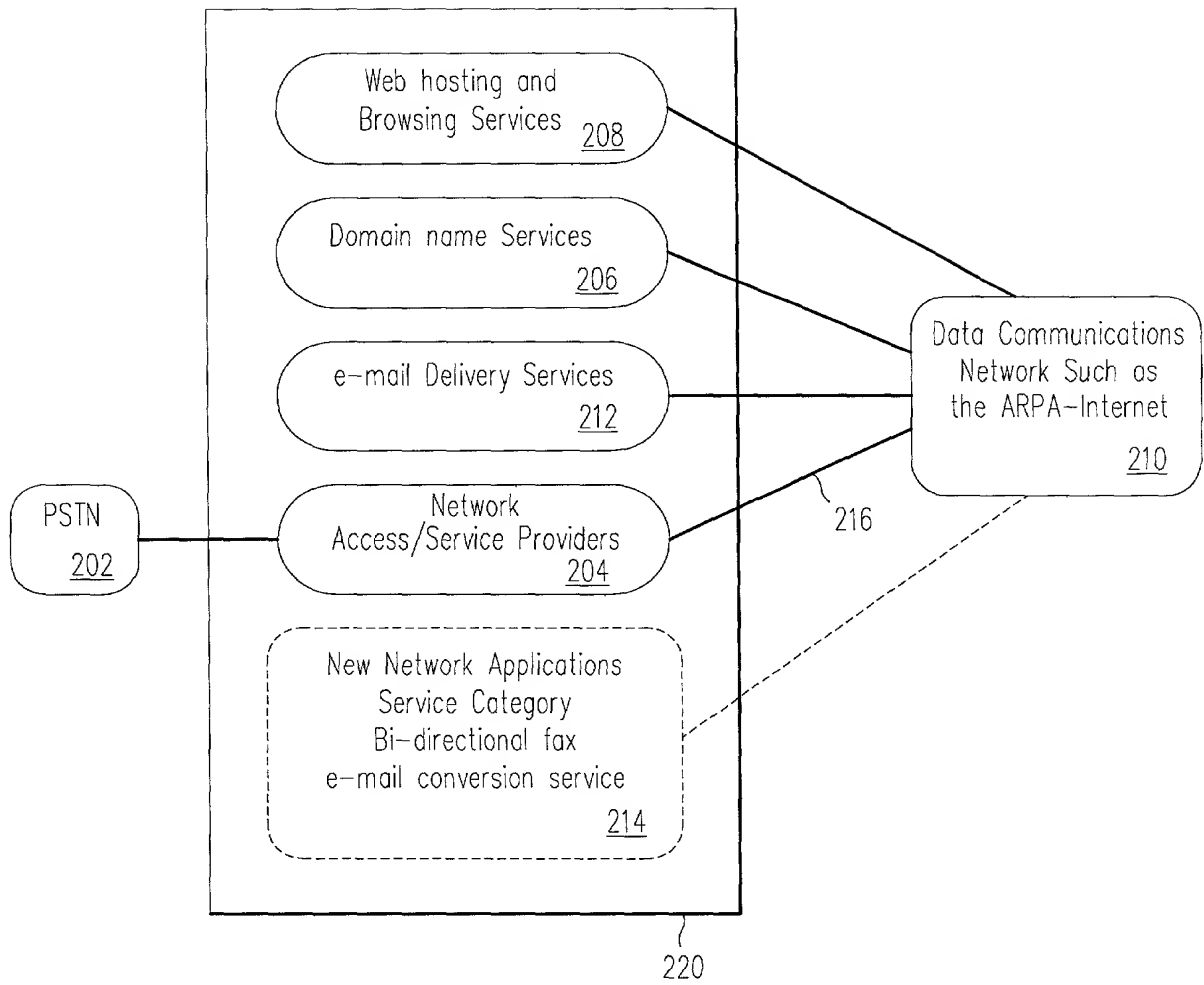 Web hosting and
Browsing Services
208
Domain name Services
206
e-mail Delivery Services
212
Network
Access/Service Providers
204
New Network Applications
Service Category
Bi-directional fax
e-mail conversion service
214
PSTN
202
Data Communications
Network Such as
the ARPA-Internet
210
216
220